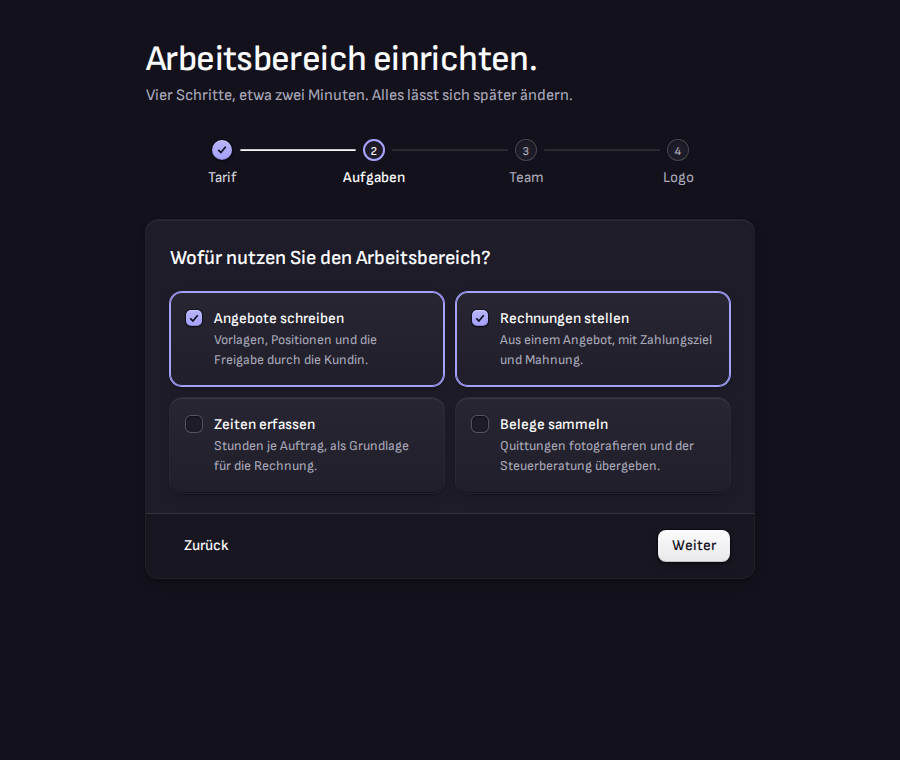 Arbeitsbereich einrichten.
Vier Schritte, etwa zwei Minuten. Alles lässt sich später ändern.
2
3
4
Tarif
Aufgaben
Team
Logo
Wofür nutzen Sie den Arbeitsbereich?
Angebote schreiben
Vorlagen, Positionen und die
Freigabe durch die Kundin.
Rechnungen stellen
Aus einem Angebot, mit Zahlungsziel
und Mahnung.
Zeiten erfassen
Stunden je Auftrag, als Grundlage
für die Rechnung.
Belege sammeln
Quittungen fotografieren und der
Steuerberatung übergeben.
Zurück
Weiter